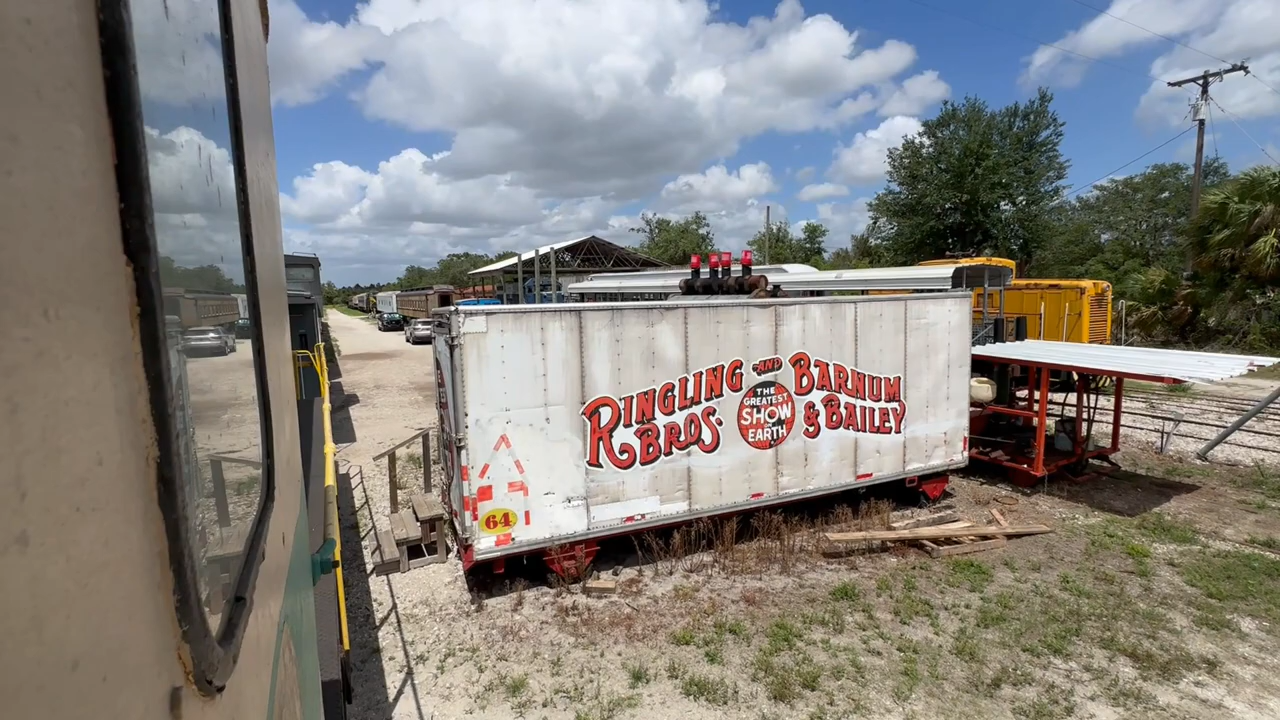 RINGLING AND BARNUM
BROS. & BAILEY
THE
GREATEST
SHOW
ON
EARTH
64